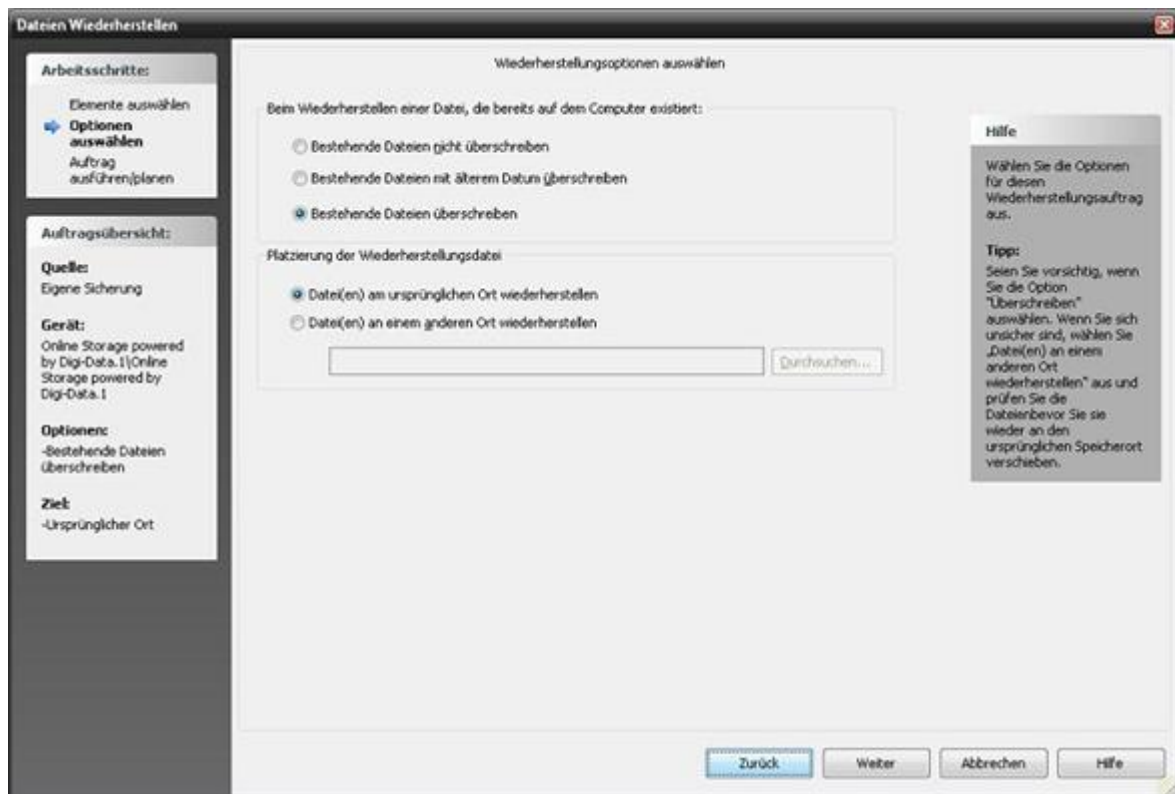 Dateien Wiederherstellen
Arbeitsschritte:
Elemente auswählen
Optionen
auswählen
Auftrag
ausführen/planen
Auftragsübersicht:
Quelle:
Eigene Sicherung
Gerät:
Online Storage powered
by Digi-Data.1\Online
Storage powered by
Digi-Data.1
Optionen:
-Bestehende Dateien
überschreiben
Ziel:
-Ursprünglicher Ort
Wiederherstellungsoptionen auswählen
Beim Wiederherstellen einer Datei, die bereits auf dem Computer existiert:
Bestehende Dateien nicht überschreiben
Bestehende Dateien mit älterem Datum überschreiben
Bestehende Dateien überschreiben
Platzierung der Wiederherstellungsdatei
Datei(en) am ursprünglichen Ort wiederherstellen
Datei(en) an einem anderen Ort wiederherstellen
Durchsuchen...
Hilfe
Wählen Sie die Optionen
für diesen
Wiederherstellungsauftrag
aus.
Tipp:
Seien Sie vorsichtig, wenn
Sie die Option
"Überschreiben"
auswählen. Wenn Sie sich
unsicher sind, wählen Sie
„Datei(en) an einem
anderen Ort
wiederherstellen" aus und
prüfen Sie die
Dateienbevor Sie sie
wieder an den
ursprünglichen Speicherort
verschieben.
Zurück
Weiter
Abbrechen
Hilfe